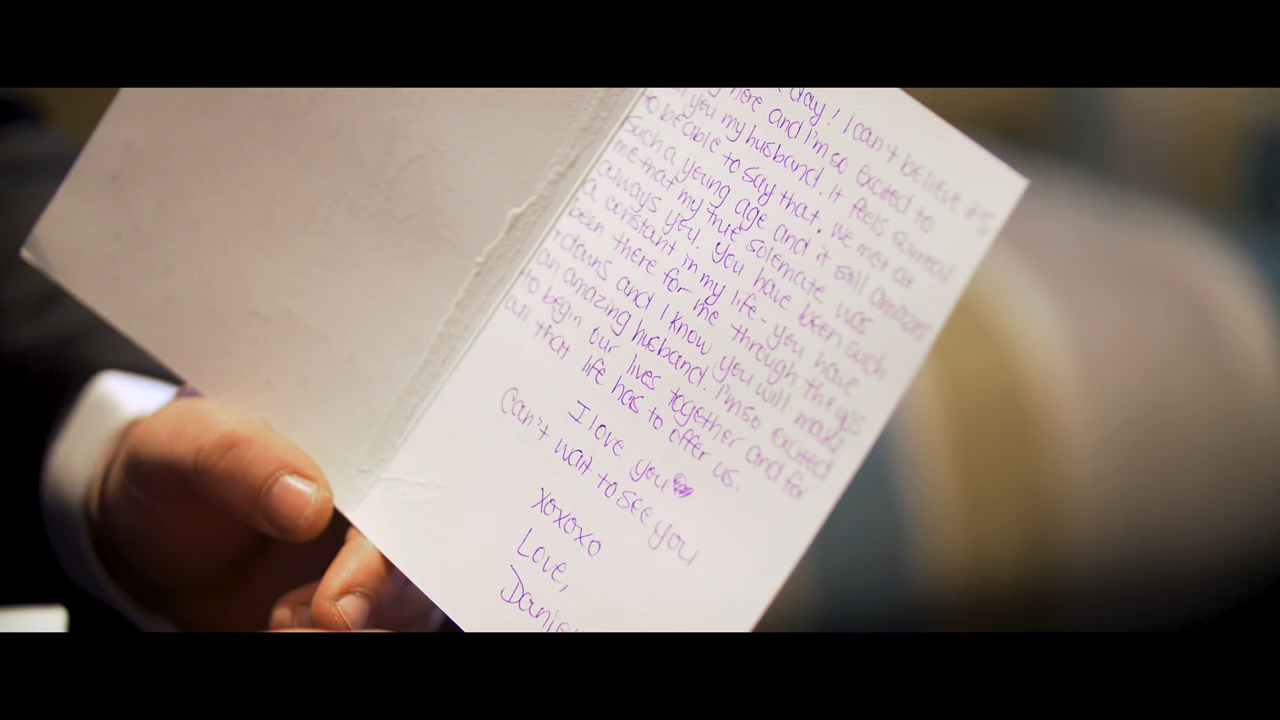 day! I can't believe it's
here and I'm so excited to
you my husband. It feels surreal
to be able to say that. We met at
such a young age and it still amazes
me that my true solemate was
always you. You have been such
a constant in my life - you have
been there for me through the ups
+ downs and I know you will make
an amazing husband. I'm so excited
to begin our lives together and for
all that life has to offer us.
I love you
Can't wait to see you
XOXOXO
Love,